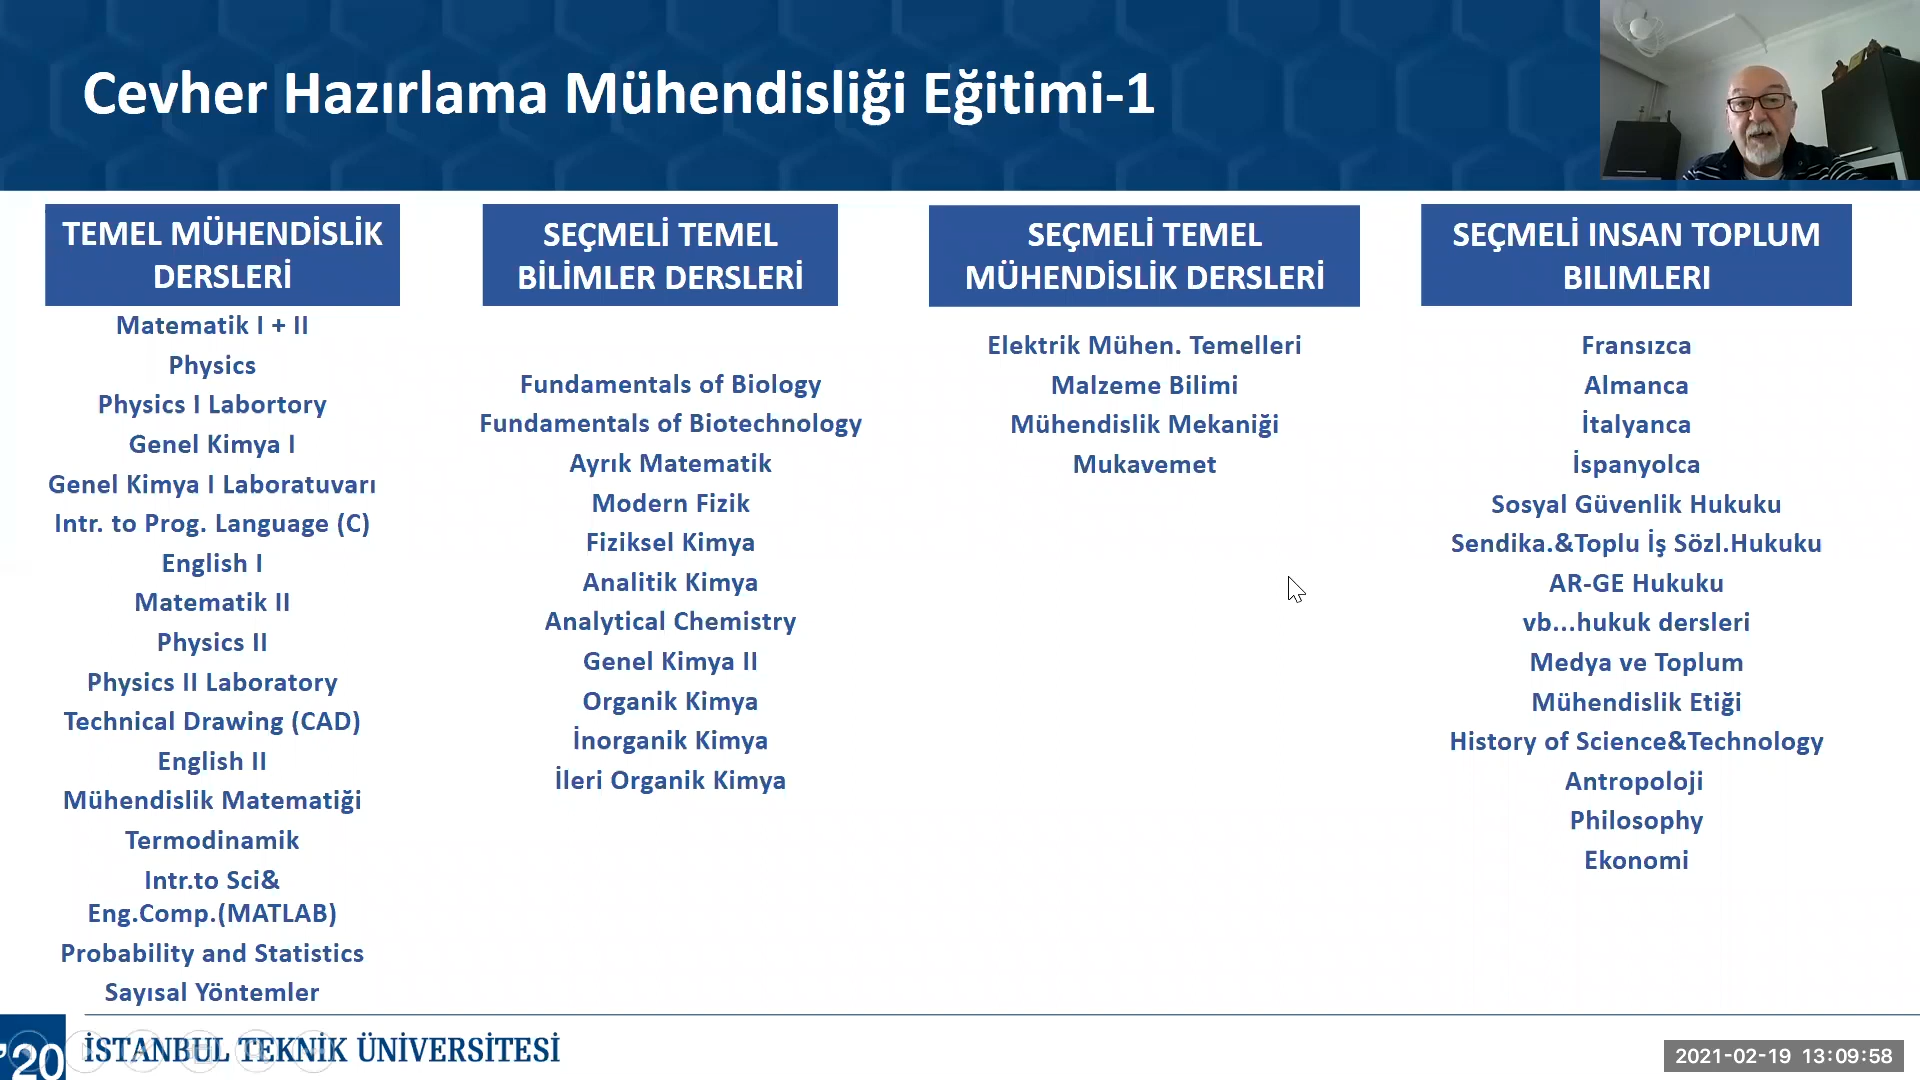 Cevher Hazırlama Mühendisliği Eğitimi-1
TEMEL MÜHENDİSLİK
DERSLERİ
Matematik I + II
Physics
Physics I Labortory
Genel Kimya I
Genel Kimya I Laboratuvarı
Intr. to Prog. Language (C)
English I
Matematik II
Physics II
Physics II Laboratory
Technical Drawing (CAD)
English II
Mühendislik Matematiği
Termodinamik
Intr.to Sci&
Eng.Comp.(MATLAB)
Probability and Statistics
Sayısal Yöntemler
SEÇMELİ TEMEL
BİLİMLER DERSLERİ
Fundamentals of Biology
Fundamentals of Biotechnology
Ayrık Matematik
Modern Fizik
Fiziksel Kimya
Analitik Kimya
Analytical Chemistry
Genel Kimya II
Organik Kimya
İnorganik Kimya
İleri Organik Kimya
SEÇMELİ TEMEL
MÜHENDİSLİK DERSLERİ
Elektrik Mühen. Temelleri
Malzeme Bilimi
Mühendislik Mekaniği
Mukavemet
SEÇMELİ INSAN TOPLUM
BILIMLERI
Fransızca
Almanca
İtalyanca
İspanyolca
Sosyal Güvenlik Hukuku
Sendika.&Toplu İş Sözl.Hukuku
AR-GE Hukuku
vb...hukuk dersleri
Medya ve Toplum
Mühendislik Etiği
History of Science&Technology
Antropoloji
Philosophy
Ekonomi
'20
İSTANBUL TEKNİK ÜNİVERSİTESİ
2021-02-19 13:09:58